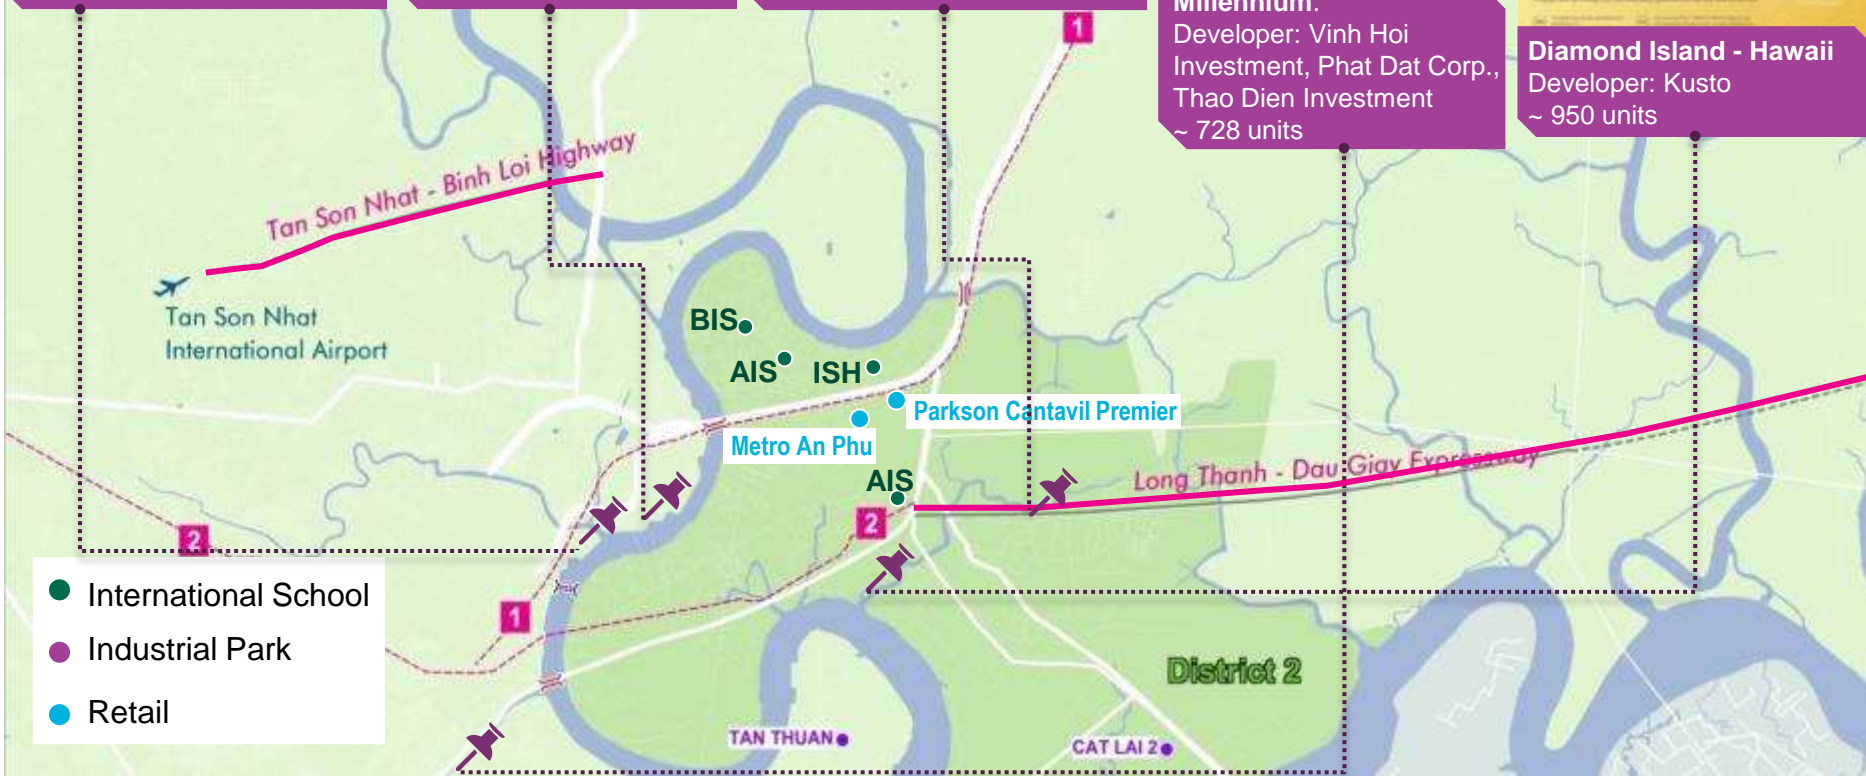 1
Millennium:
Developer: Vinh Hoi
Investment, Phat Dat Corp.,
Thao Dien Investment
~ 728 units
Diamond Island - Hawaii
Developer: Kusto
~ 950 units
Tan Son Nhat - Binh Loi Highway
Tan Son Nhat
International Airport
BIS
AIS
ISH
Parkson Cantavil Premier
Metro An Phu
AIS
Long Thanh - Dau Giay Expressway
2
2
1
International School
Industrial Park
Retail
District 2
TAN THUAN
CAT LAI 2